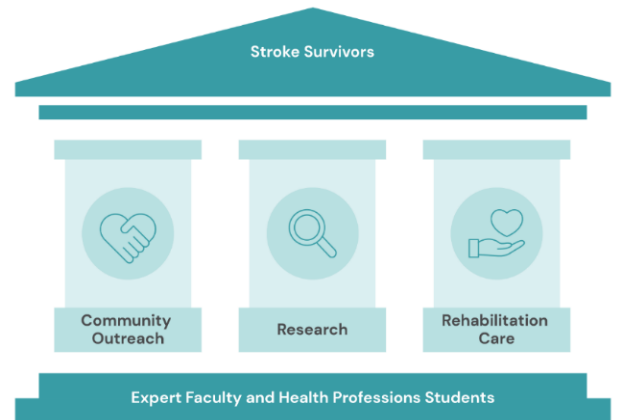 Stroke Survivors
Community
Outreach
Research
Rehabilitation
Care
Expert Faculty and Health Professions Students